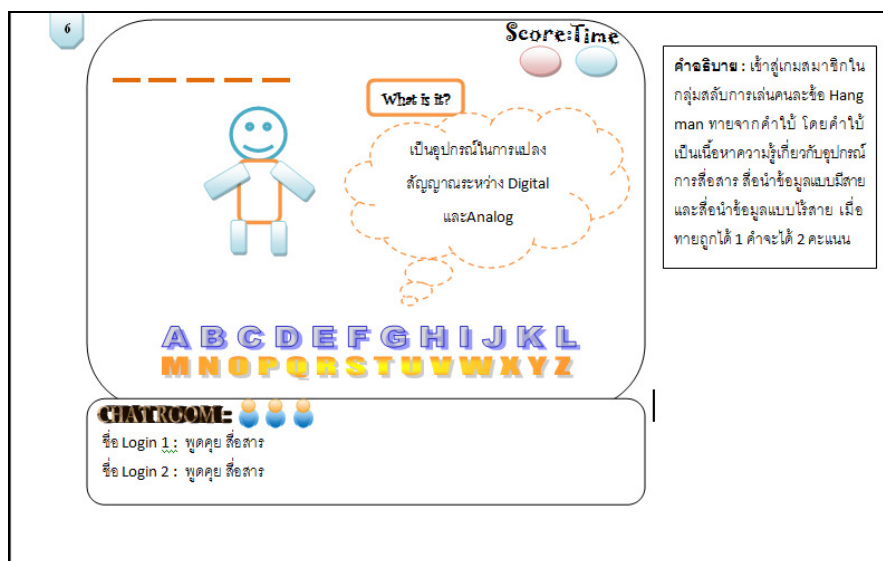 6
Score:Time
What is it?
เป็นอุปกรณ์ในการแปลง
สัญญาณระหว่าง Digital
และAnalog
ABCDEFGHIJKL
MNOPQRSTUVWXYZ
CHATROOM :
ชื่อ Login 1 : พูดคุย สื่อสาร
ชื่อ Login 2 : พูดคุย สื่อสาร
คำอธิบาย : เข้าสู่เกมสมาชิกใน
กลุ่มสลับการเล่นคนละข้อ Hang
man ทายจากคำใบ้ โดยคำใบ้
เป็นเนื้อหาความรู้เกี่ยวกับอุปกรณ์
การสื่อสาร สื่อนำข้อมูลแบบมีสาย
และสื่อนำข้อมูลแบบไร้สาย เมื่อ
ทายถูกได้ 1 คำจะได้ 2 คะแนน